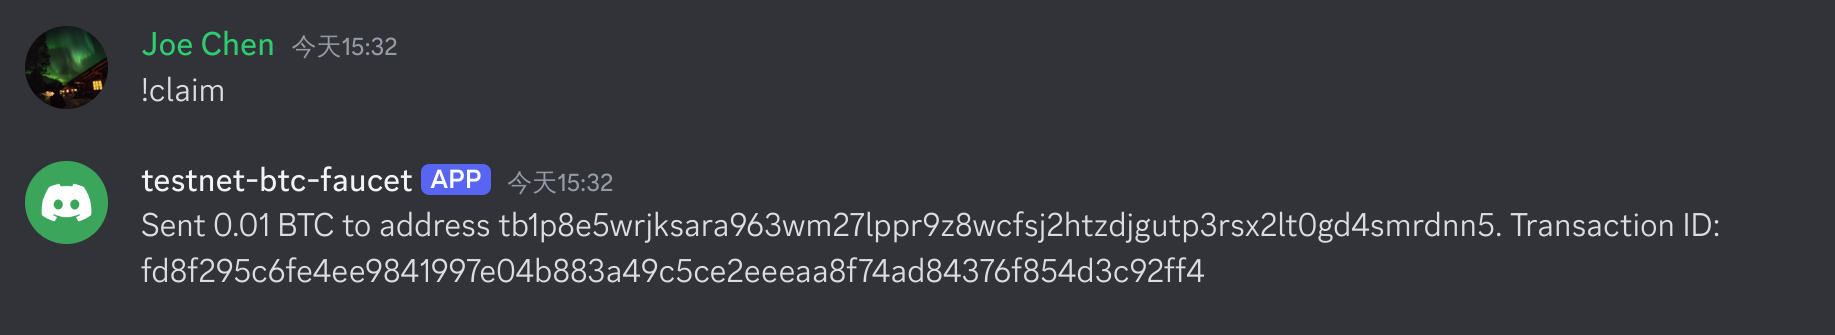 Joe Chen 今天15:32
!claim
testnet-btc-faucet APP 今天15:32
Sent 0.01 BTC to address tb1p8e5wrjksara963wm27lppr9z8wcfsj2htzdjgutp3rsx2lt0gd4smrdnn5. Transaction ID:
fd8f295c6fe4ee9841997e04b883a49c5ce2eeeaa8f74ad84376f854d3c92ff4